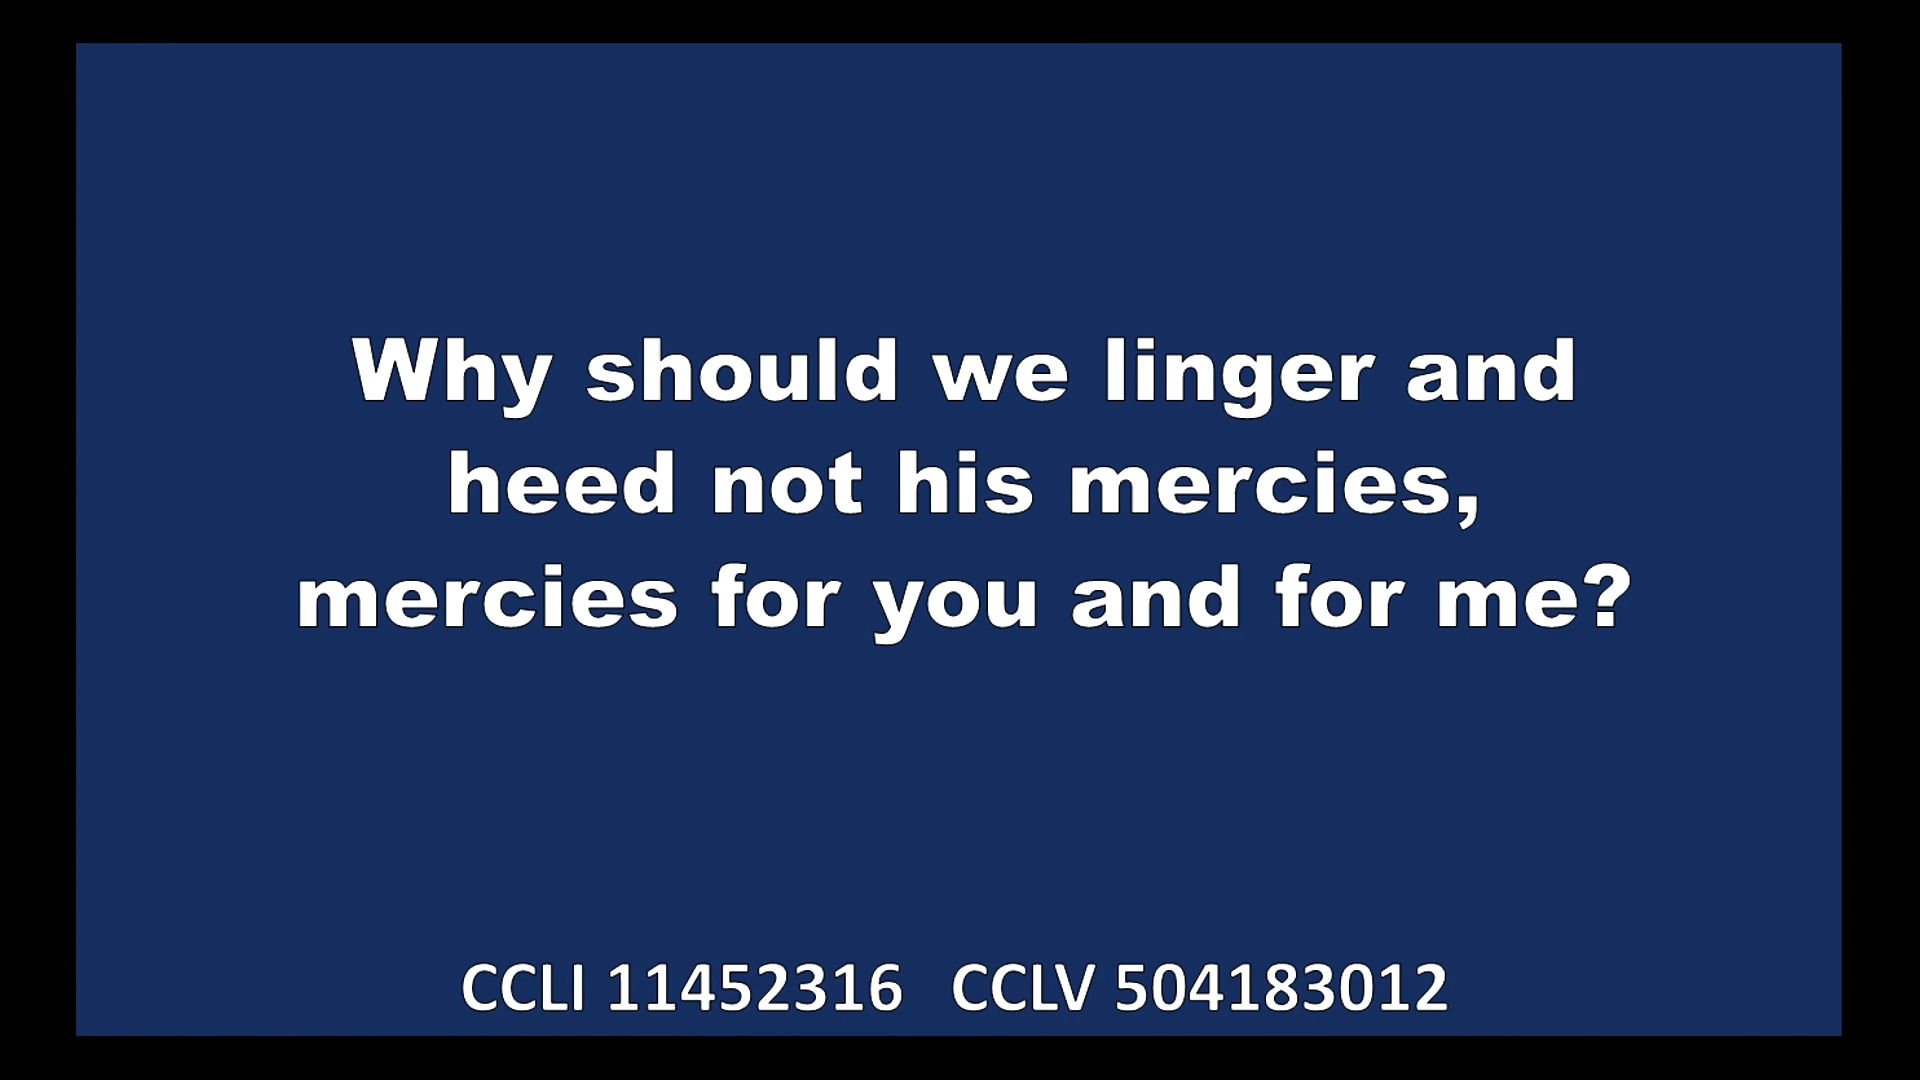 Why should we linger and
heed not his mercies,
mercies for you and for me?
CCLI 11452316   CCLV 504183012